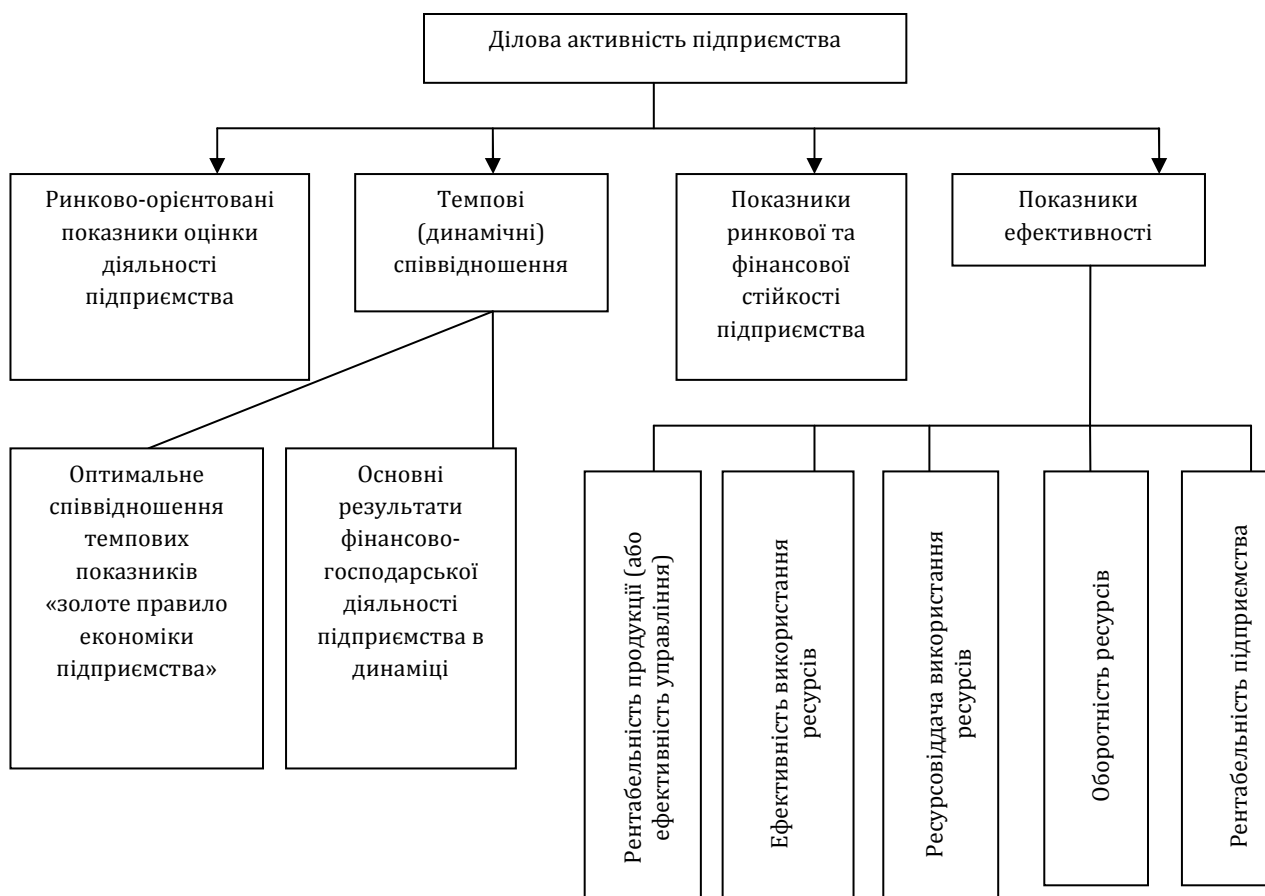 Ділова активність підприємства
Ринково-орієнтовані
показники оцінки
діяльності
підприємства
Темпові
(динамічні)
співвідношення
Показники
ринкової та
фінансової
стійкості
підприємства
Показники
ефективності
Оптимальне
співвідношення
темпових
показників
«золоте правило
економіки
підприємства»
Основні
результати
фінансово-
господарської
діяльності
підприємства в
динаміці
Рентабельність продукції (або
ефективність управління)
Ефективність використання
ресурсів
Ресурсовіддача використання
ресурсів
Оборотність ресурсів
Рентабельність підприємства